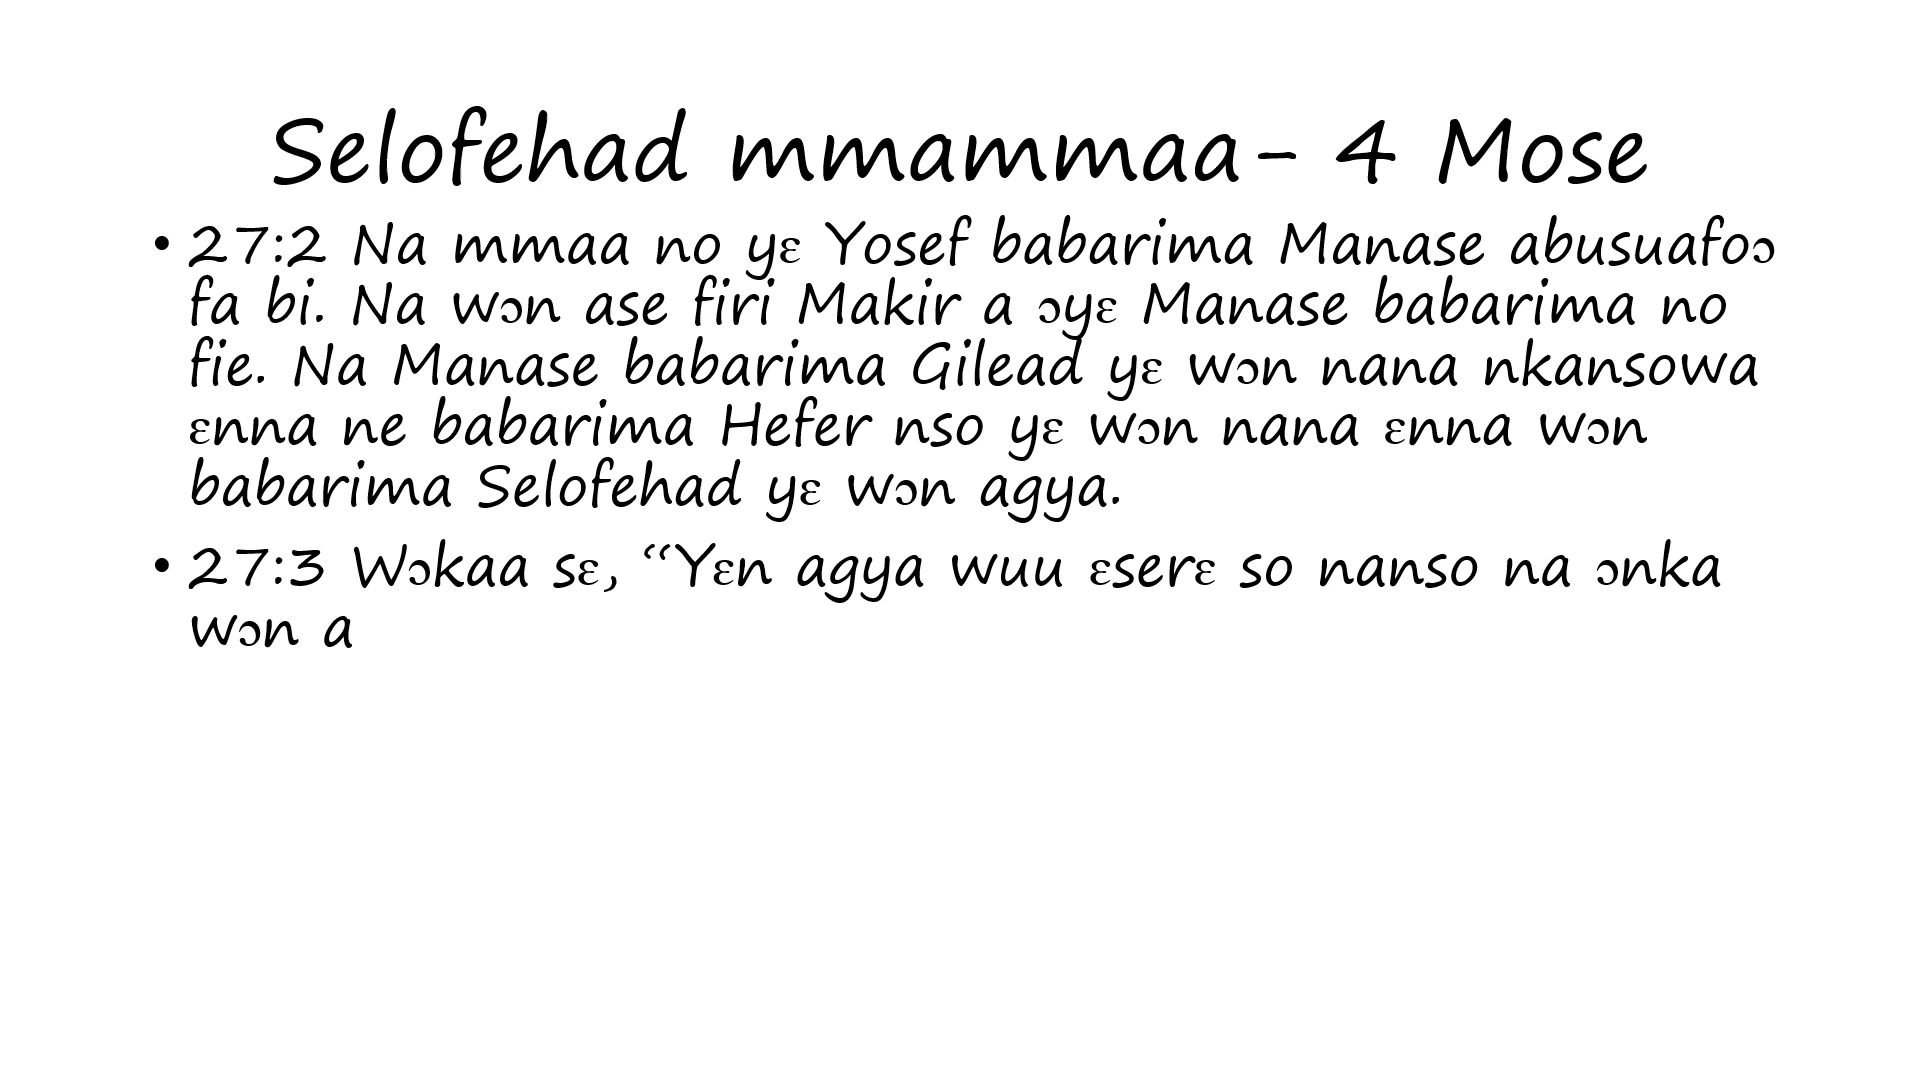 Selofehad mmammaa- 4 Mose
• 27:2 Na mmaa no yɛ Yosef babarima Manase abusuafoɔ
fa bi. Na wɔn ase firi Makir a ɔyɛ Manase babarima no
fie. Na Manase babarima Gilead yɛ wɔn nana nkansowa
ɛnna ne babarima Hefer nso yɛ wɔn nana ɛnna wɔn
babarima Selofehad yɛ wɔn agya.
• 27:3 Wɔkaa sɛ, “Yɛn agya wuu ɛserɛ so nanso na ɔnka
wɔn a